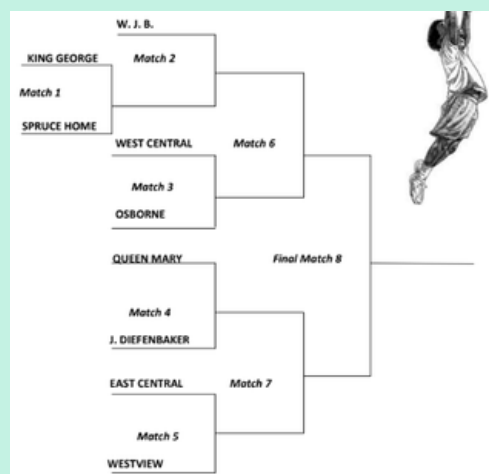 W. J. B.
KING GEORGE
Match 2
Match 1
SPRUCE HOME
WEST CENTRAL
Match 6
Match 3
OSBORNE
QUEEN MARY
Final Match 8
Match 4
J. DIEFENBAKER
EAST CENTRAL
Match 7
Match 5
WESTVIEW